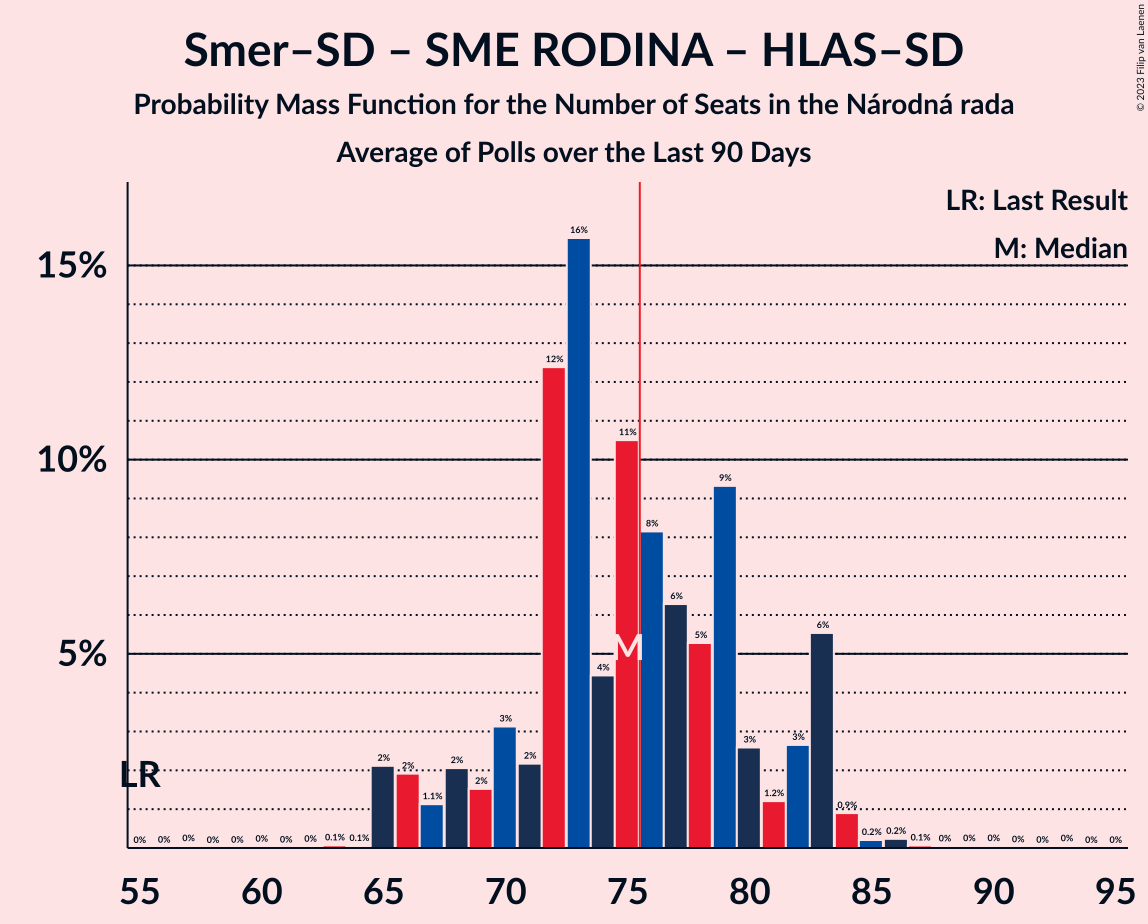 Smer–SD – SME RODINA – HLAS–SD
Probability Mass Function for the Number of Seats in the Národná rada
Average of Polls over the Last 90 Days
© 2023 Filip van Laenen
LR: Last Result
M: Median
15%
10%
5%
LR
M
0% 0% 0% 0% 0% 0% 0% 0% 0.1% 0.1% 2% 2% 1.1% 2% 2% 3% 2% 12% 16% 4% 11% 8% 6% 5% 9% 3% 1.2% 3% 6% 0.9% 0.2% 0.2% 0.1% 0% 0% 0% 0% 0% 0% 0% 0%
55 60 65 70 75 80 85 90 95